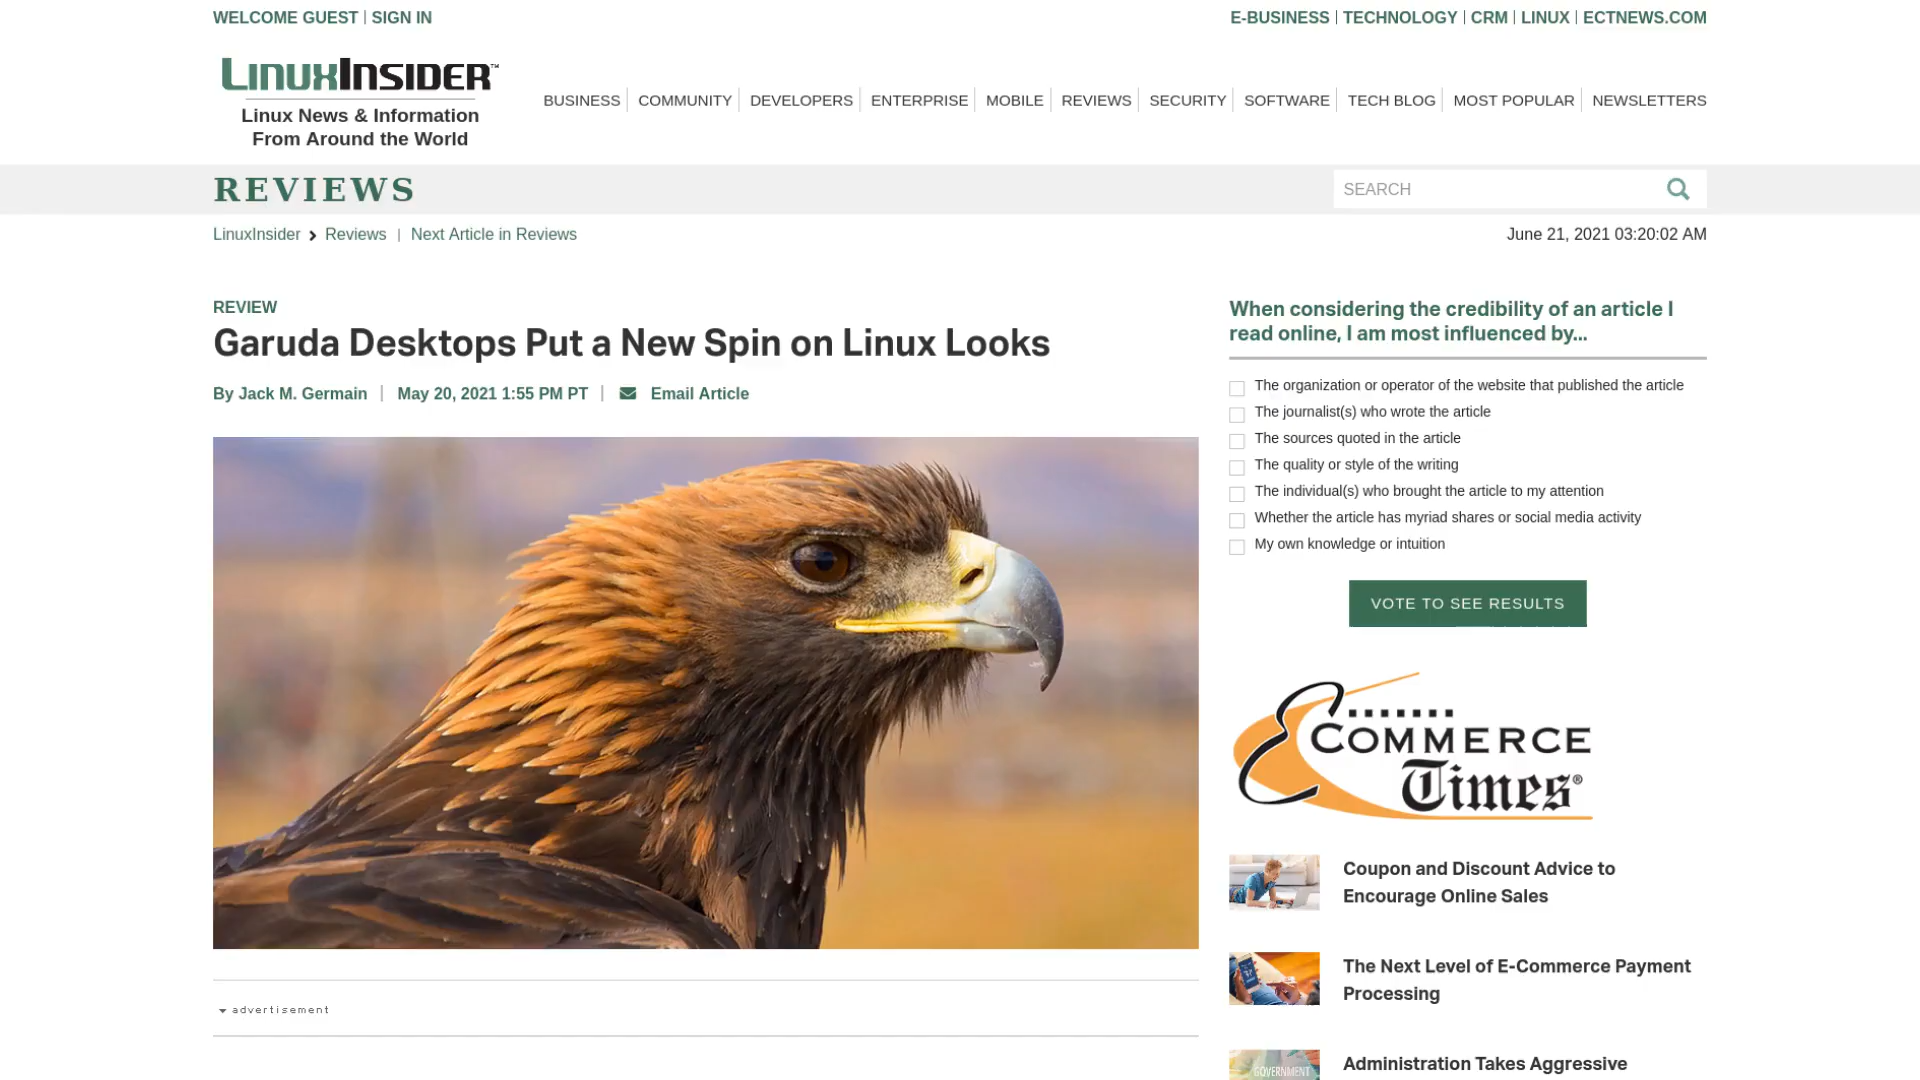 WELCOME GUEST | SIGN IN
E-BUSINESS | TECHNOLOGY | CRM | LINUX | ECTNEWS.COM
LINUXINSIDER™
Linux News & Information
From Around the World
BUSINESS | COMMUNITY | DEVELOPERS | ENTERPRISE | MOBILE | REVIEWS | SECURITY | SOFTWARE | TECH BLOG | MOST POPULAR | NEWSLETTERS
REVIEWS
SEARCH
LinuxInsider > Reviews | Next Article in Reviews
June 21, 2021 03:20:02 AM
REVIEW
Garuda Desktops Put a New Spin on Linux Looks
By Jack M. Germain | May 20, 2021 1:55 PM PT | Email Article
advertisement
When considering the credibility of an article I
read online, I am most influenced by...
The organization or operator of the website that published the article
The journalist(s) who wrote the article
The sources quoted in the article
The quality or style of the writing
The individual(s) who brought the article to my attention
Whether the article has myriad shares or social media activity
My own knowledge or intuition
VOTE TO SEE RESULTS
E COMMERCE
Times®
Coupon and Discount Advice to
Encourage Online Sales
The Next Level of E-Commerce Payment
Processing
GOVERNMENT
Administration Takes Aggressive